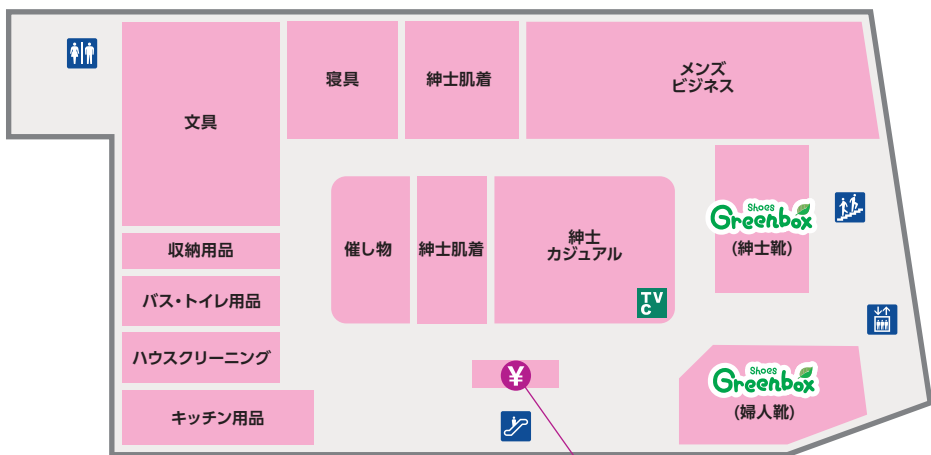 文具
寝具
紳士肌着
メンズ
ビジネス
収納用品
バス・トイレ用品
ハウスクリーニング
キッチン用品
催し物
紳士肌着
紳士
カジュアル
TV
C
Shoes
Greenbox
(紳士靴)
¥
Shoes
Greenbox
(婦人靴)